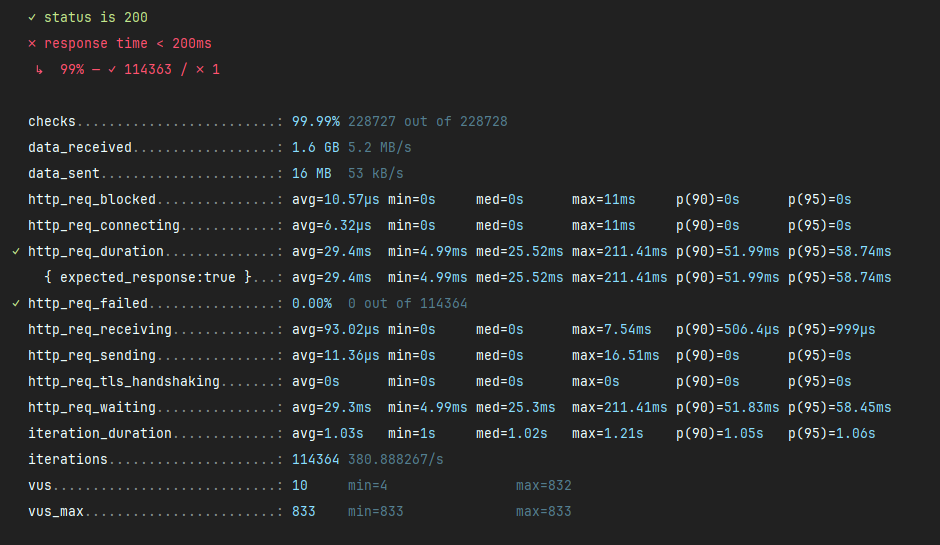 ✓ status is 200
✗ response time < 200ms
↳ 99% — ✓ 114363 / ✗ 1
checks.........................: 99.99% 228727 out of 228728
data_received..................: 1.6 GB 5.2 MB/s
data_sent......................: 16 MB 53 kB/s
http_req_blocked...............: avg=10.57µs min=0s med=0s max=11ms p(90)=0s p(95)=0s
http_req_connecting............: avg=6.32µs min=0s med=0s max=11ms p(90)=0s p(95)=0s
✓ http_req_duration..............: avg=29.4ms min=4.99ms med=25.52ms max=211.41ms p(90)=51.99ms p(95)=58.74ms
{ expected_response:true }...: avg=29.4ms min=4.99ms med=25.52ms max=211.41ms p(90)=51.99ms p(95)=58.74ms
✓ http_req_failed................: 0.00% 0 out of 114364
http_req_receiving.............: avg=93.02µs min=0s med=0s max=7.54ms p(90)=506.4µs p(95)=999µs
http_req_sending...............: avg=11.36µs min=0s med=0s max=16.51ms p(90)=0s p(95)=0s
http_req_tls_handshaking.......: avg=0s min=0s med=0s max=0s p(90)=0s p(95)=0s
http_req_waiting...............: avg=29.3ms min=4.99ms med=25.3ms max=211.41ms p(90)=51.83ms p(95)=58.45ms
iteration_duration.............: avg=1.03s min=1s med=1.02s max=1.21s p(90)=1.05s p(95)=1.06s
iterations.....................: 114364 380.888267/s
vus............................: 10 min=4 max=832
vus_max........................: 833 min=833 max=833